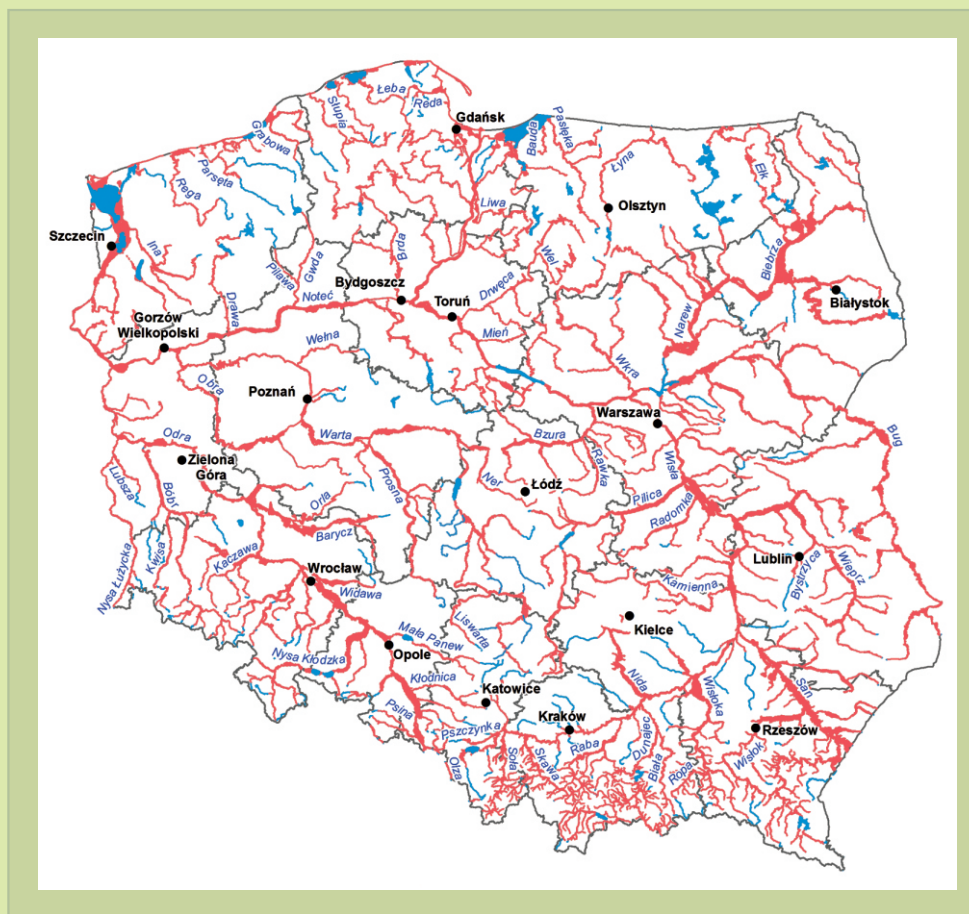 Łeba
Reda
Słupia
Gdańsk
Grabowa
Bauda
Pasłęka
Łyna
Ełk
Parsęta
Rega
Liwa
Olsztyn
Szczecin
Ina
Pilawa
Gwda
Brda
Wel
Biebrza
Bydgoszcz
Drwęca
Białystok
Noteć
Toruń
Drawa
Gorzów
Wielkopolski
Wełna
Mień
Narew
Wkra
Obra
Poznań
Warszawa
Odra
Warta
Bzura
Bug
Zielona
Góra
Rawka
Wisła
Lubsza
Bóbr
Prosna
Ner
Łódź
Pilica
Radomka
Orla
Barycz
Nysa Łużycka
Kwisa
Kaczawa
Wrocław
Widawa
Kamienna
Lublin
Bystrzyca
Wieprz
Liswarta
Kielce
Mała Panew
Opole
Nysa Kłodzka
Kłodnica
Katowiće
Nida
Wisłoka
San
Psina
Pszczynka
Kraków
Rzeszów
Olza
Soła
Skawa
Raba
Dunajec
Biała
Ropa
Wisłok